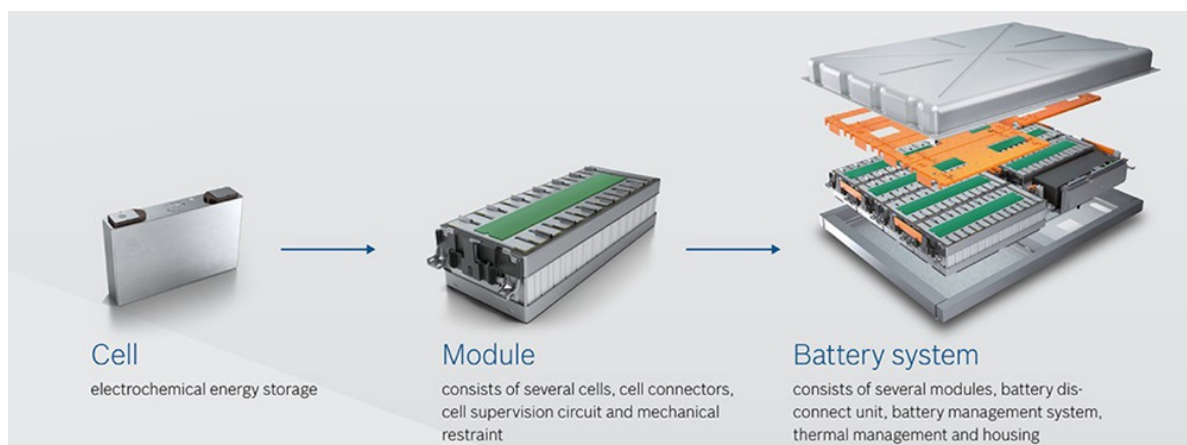 Cell
electrochemical energy storage
Module
consists of several cells, cell connectors,
cell supervision circuit and mechanical
restraint
Battery system
consists of several modules, battery dis-
connect unit, battery management system,
thermal management and housing